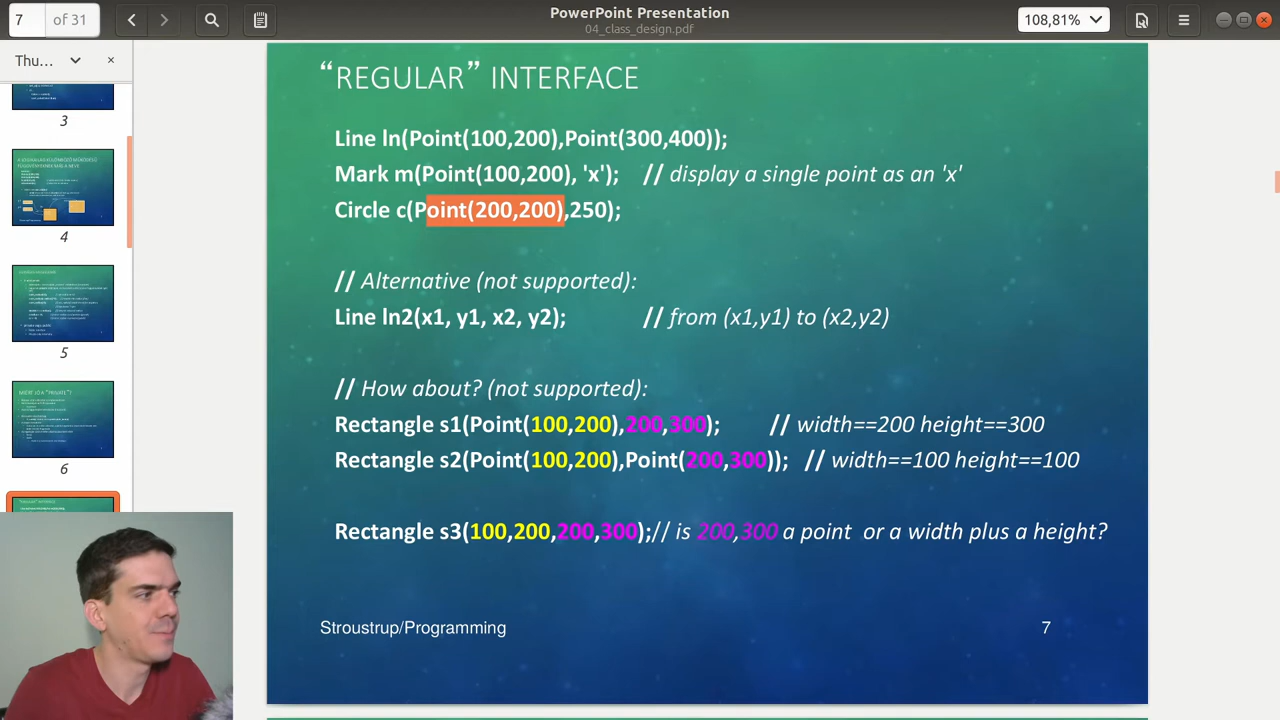 7
of 31
PowerPoint Presentation
04_class_design.pdf
108,81%
Thu...
3
4
5
6
“REGULAR” INTERFACE
Line ln(Point(100,200),Point(300,400));
Mark m(Point(100,200), 'x'); // display a single point as an 'x'
Circle c(Point(200,200),250);
// Alternative (not supported):
Line ln2(x1, y1, x2, y2); // from (x1,y1) to (x2,y2)
// How about? (not supported):
Rectangle s1(Point(100,200),200,300); // width==200 height==300
Rectangle s2(Point(100,200),Point(200,300)); // width==100 height==100
Rectangle s3(100,200,200,300);// is 200,300 a point or a width plus a height?
Stroustrup/Programming
7